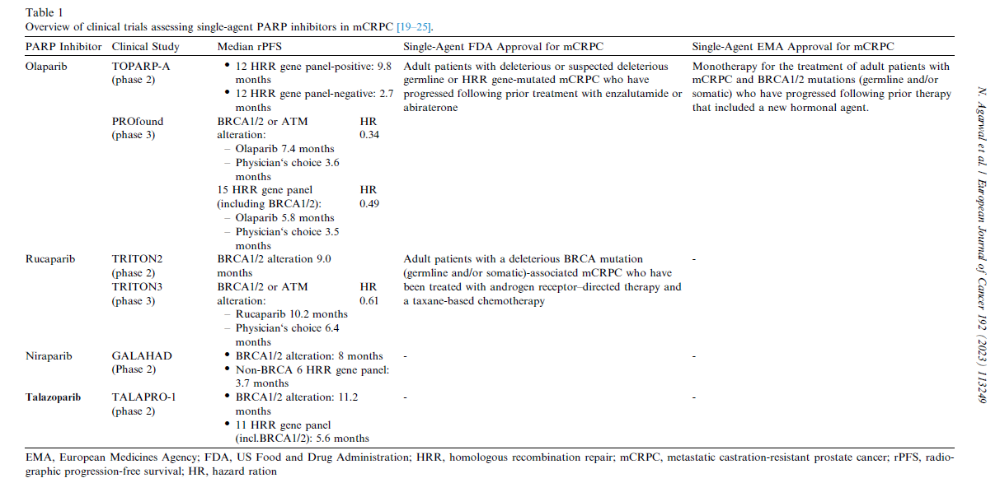 Table 1
Overview of clinical trials assessing single-agent PARP inhibitors in mCRPC [19–25].
PARP Inhibitor Clinical Study Median rPFS Single-Agent FDA Approval for mCRPC Single-Agent EMA Approval for mCRPC
Olaparib TOPARP-A • 12 HRR gene panel-positive: 9.8 Adult patients with deleterious or suspected deleterious Monotherapy for the treatment of adult patients with
(phase 2) months germline or HRR gene-mutated mCRPC who have mCRPC and BRCA1/2 mutations (germline and/or
• 12 HRR gene panel-negative: 2.7 progressed following prior treatment with enzalutamide or somatic) who have progressed following prior therapy
months abiraterone that included a new hormonal agent.
PROfound BRCA1/2 or ATM HR
(phase 3) alteration: 0.34
– Olaparib 7.4 months
– Physician‘s choice 3.6
months
15 HRR gene panel HR
(including BRCA1/2): 0.49
– Olaparib 5.8 months
– Physician‘s choice 3.5
months
Rucaparib TRITON2 BRCA1/2 alteration 9.0 Adult patients with a deleterious BRCA mutation -
(phase 2) months (germline and/or somatic)-associated mCRPC who have
TRITON3 BRCA1/2 or ATM HR been treated with androgen receptor–directed therapy and
(phase 3) alteration: 0.61 a taxane-based chemotherapy
– Rucaparib 10.2 months
– Physician's choice 6.4
months
Niraparib GALAHAD • BRCA1/2 alteration: 8 months - -
(Phase 2) • Non-BRCA 6 HRR gene panel:
3.7 months
Talazoparib TALAPRO-1 • BRCA1/2 alteration: 11.2 - -
(phase 2) months
• 11 HRR gene panel
(incl.BRCA1/2): 5.6 months
EMA, European Medicines Agency; FDA, US Food and Drug Administration; HRR, homologous recombination repair; mCRPC, metastatic castration-resistant prostate cancer; rPFS, radio-
graphic progression-free survival; HR, hazard ration
N. Agarwal et al. / European Journal of Cancer 192 (2023) 113249